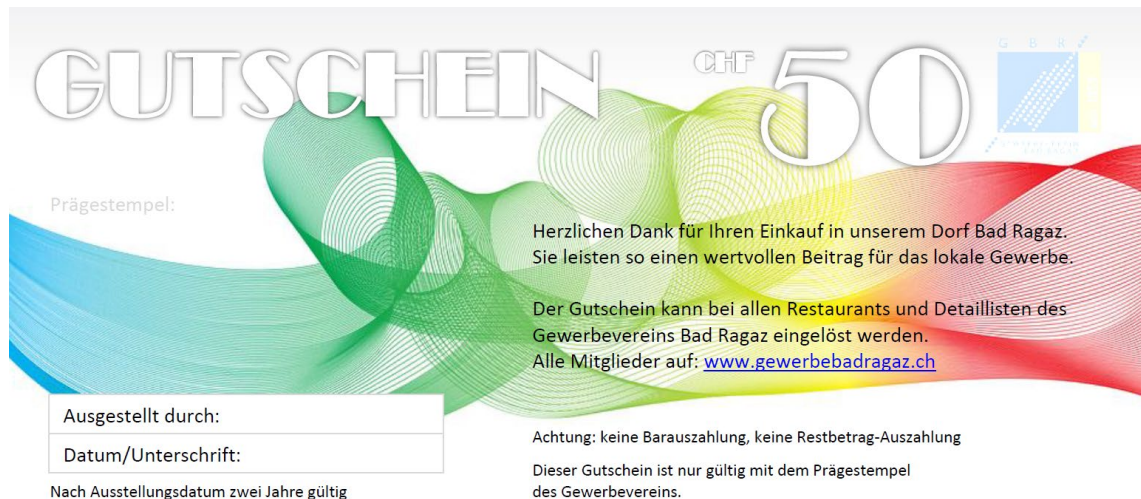 GUTSCHEIN CHF 50
G B R
Prägestempel:
Herzlichen Dank für Ihren Einkauf in unserem Dorf Bad Ragaz.
Sie leisten so einen wertvollen Beitrag für das lokale Gewerbe.
Der Gutschein kann bei allen Restaurants und Detaillisten des
Gewerbevereins Bad Ragaz eingelöst werden.
Alle Mitglieder auf: www.gewerbebadragaz.ch
Ausgestellt durch:
Datum/Unterschrift:
Nach Ausstellungsdatum zwei Jahre gültig
Achtung: keine Barauszahlung, keine Restbetrag-Auszahlung
Dieser Gutschein ist nur gültig mit dem Prägestempel
des Gewerbevereins.